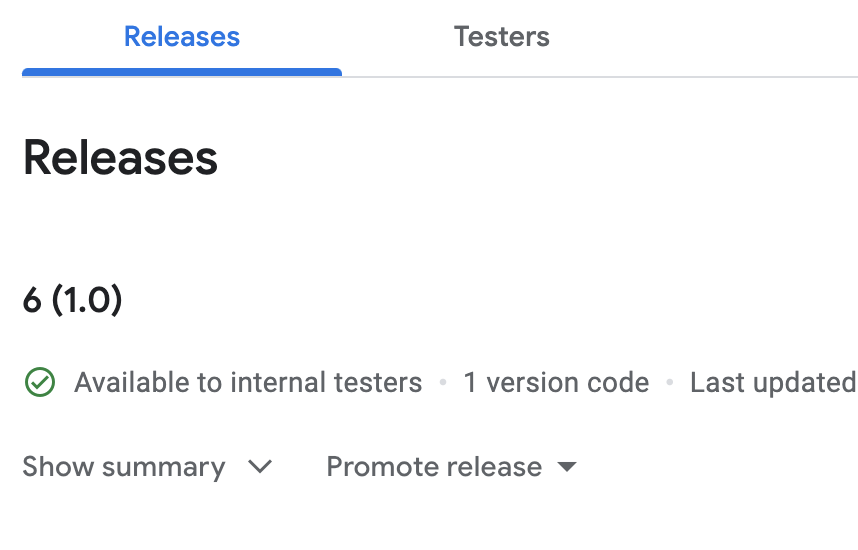 Releases Testers
Releases
6 (1.0)
Available to internal testers • 1 version code • Last updated
Show summary Promote release